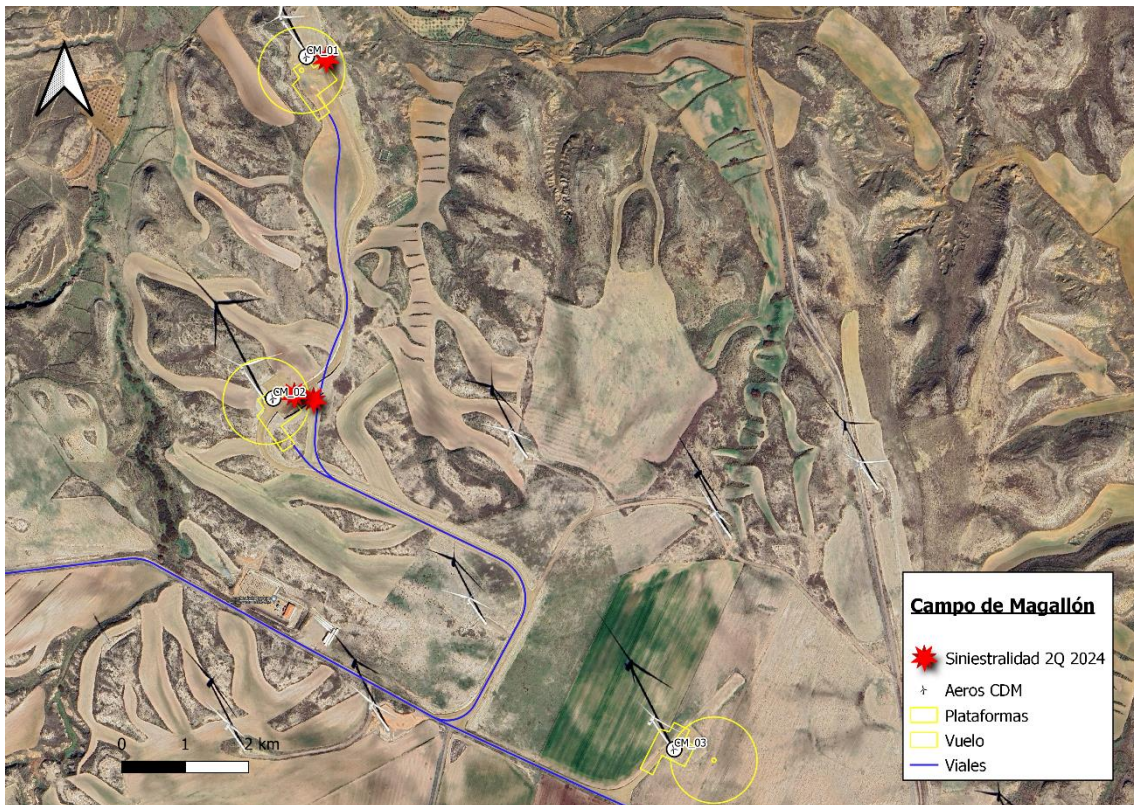 CM_01
CM_02
CM_03
Campo de Magallón
Siniestralidad 2Q 2024
Aeros CDM
Plataformas
Vuelo
Viales
0 1 2 km